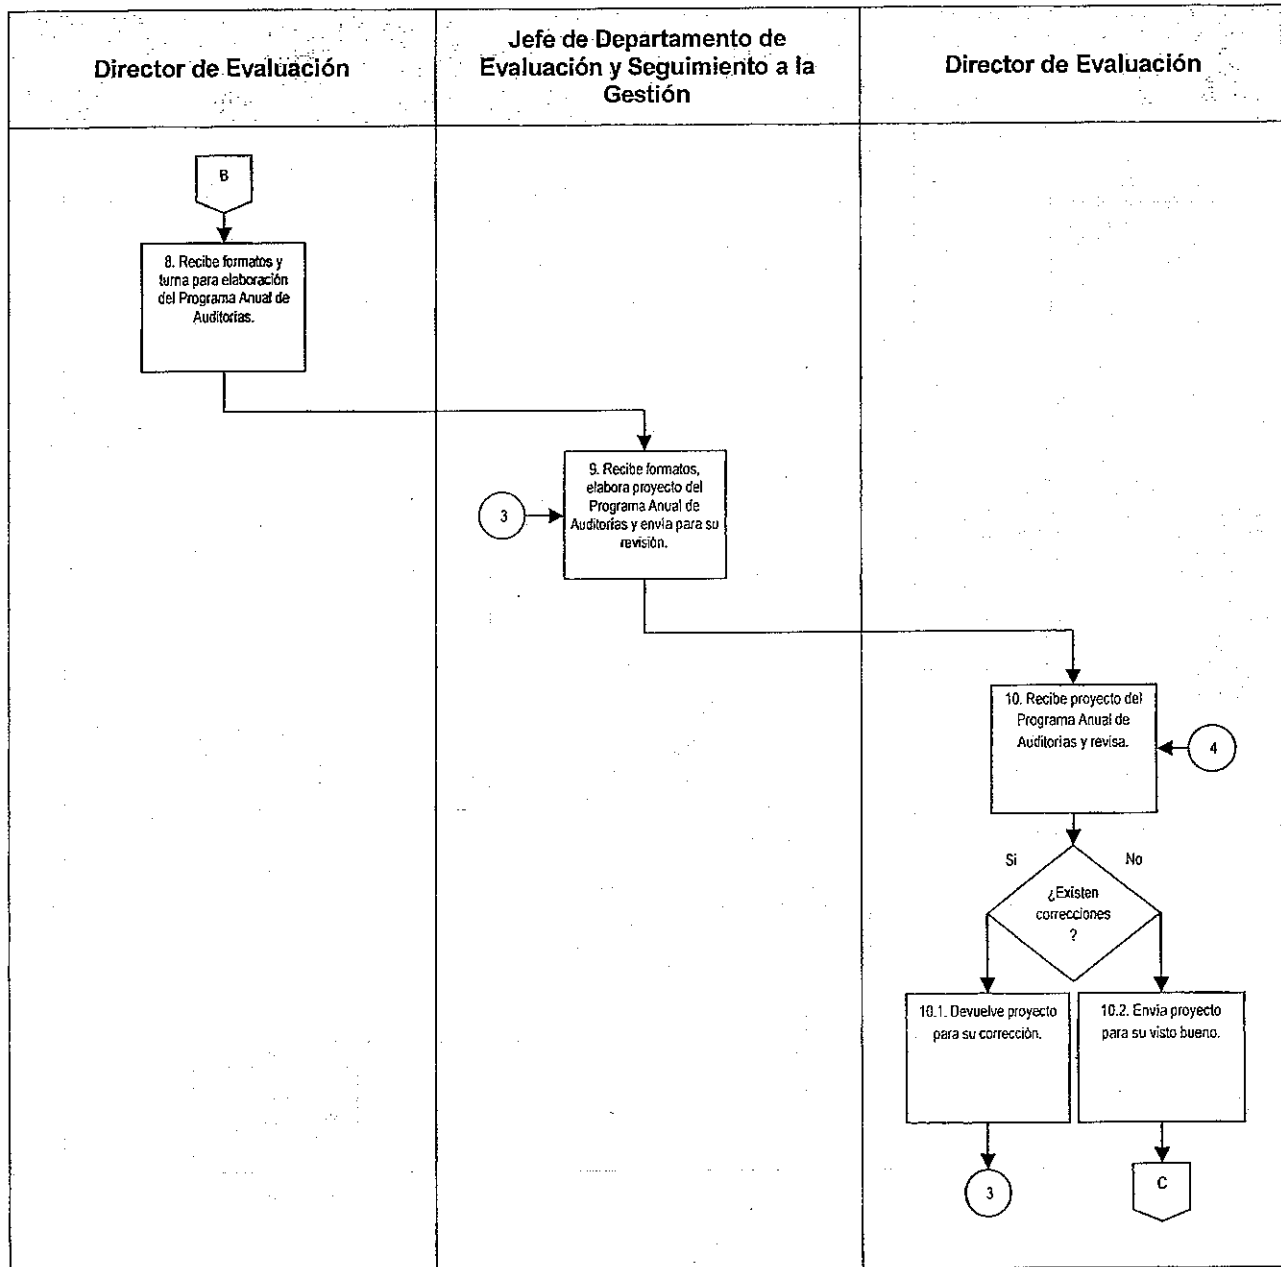 Director de Evaluación
Jefe de Departamento de
Evaluación y Seguimiento a la
Gestión
Director de Evaluación
B
8. Recibe formatos y
turna para elaboración
del Programa Anual de
Auditorías.
9. Recibe formatos,
elabora proyecto del
Programa Anual de
Auditorías y envía para su
revisión.
3
10. Recibe proyecto del
Programa Anual de
Auditorías y revisa.
4
Si
No
¿Existen
correcciones
?
10.1. Devuelve proyecto
para su corrección.
10.2. Envía proyecto
para su visto bueno.
3
C